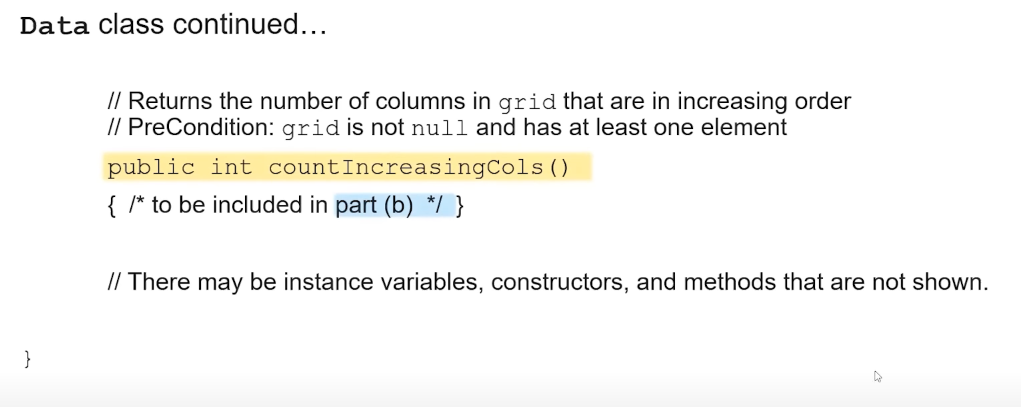 Data class continued…
// Returns the number of columns in grid that are in increasing order
// PreCondition: grid is not null and has at least one element
public int countIncreasingCols()
{ /* to be included in part (b) */ }
// There may be instance variables, constructors, and methods that are not shown.
}